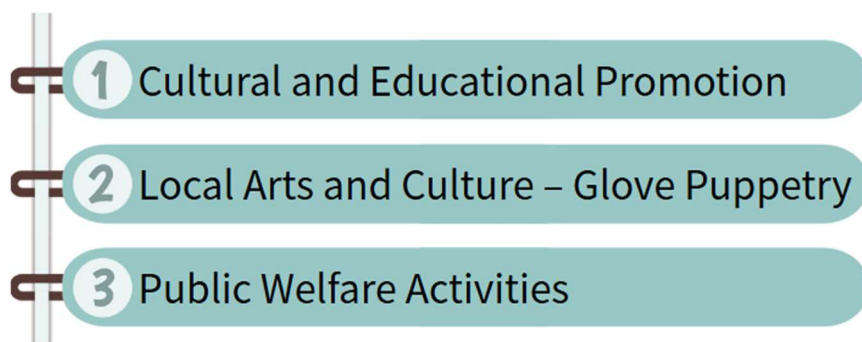 1 Cultural and Educational Promotion
2 Local Arts and Culture – Glove Puppetry
3 Public Welfare Activities